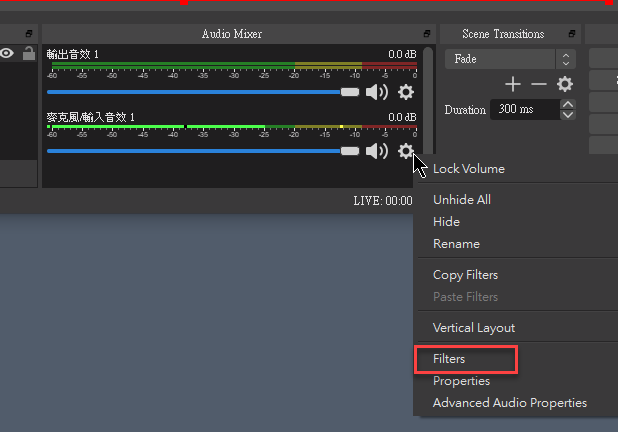 Audio Mixer
Scene Transitions
輸出音效 1
0.0 dB
-60 -55 -50 -45 -40 -35 -30 -25 -20 -15 -10 -5 0
麥克風/輸入音效 1
0.0 dB
-60 -55 -50 -45 -40 -35 -30 -25 -20 -15 -10 -5 0
Fade
Duration 300 ms
LIVE: 00:00
Lock Volume
Unhide All
Hide
Rename
Copy Filters
Paste Filters
Vertical Layout
Filters
Properties
Advanced Audio Properties